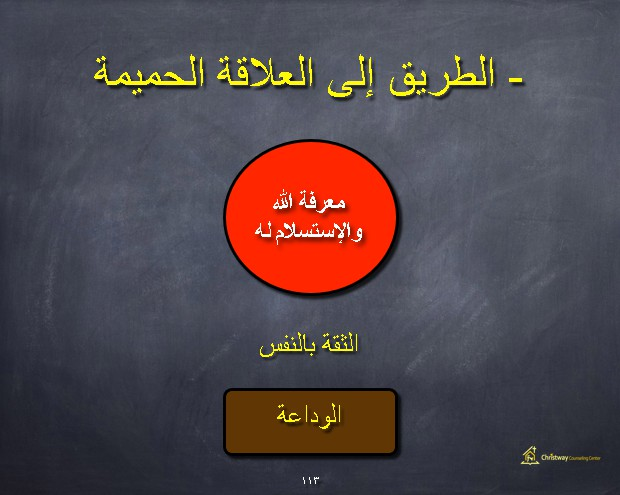 - الطريق إلى العلاقة الحميمة
معرفة الله
والإستسلام له
الثقة بالنفس
الوداعة
Christway Counseling Center
١١٣